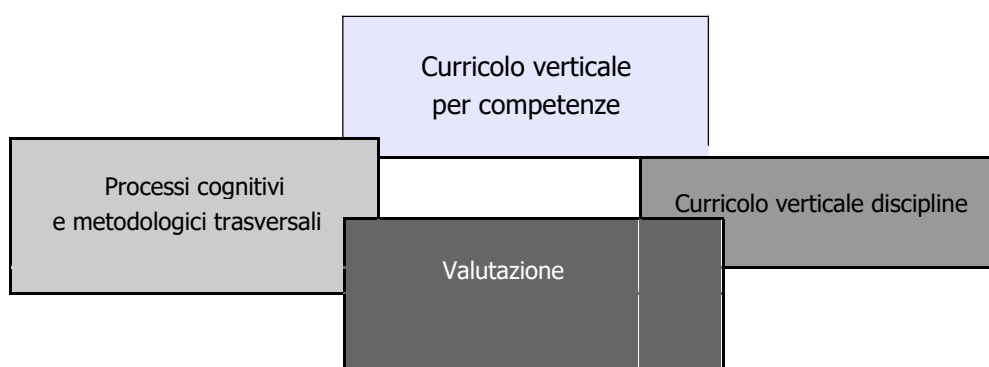 Curricolo verticale
per competenze
Processi cognitivi
e metodologici trasversali
Curricolo verticale discipline
Valutazione